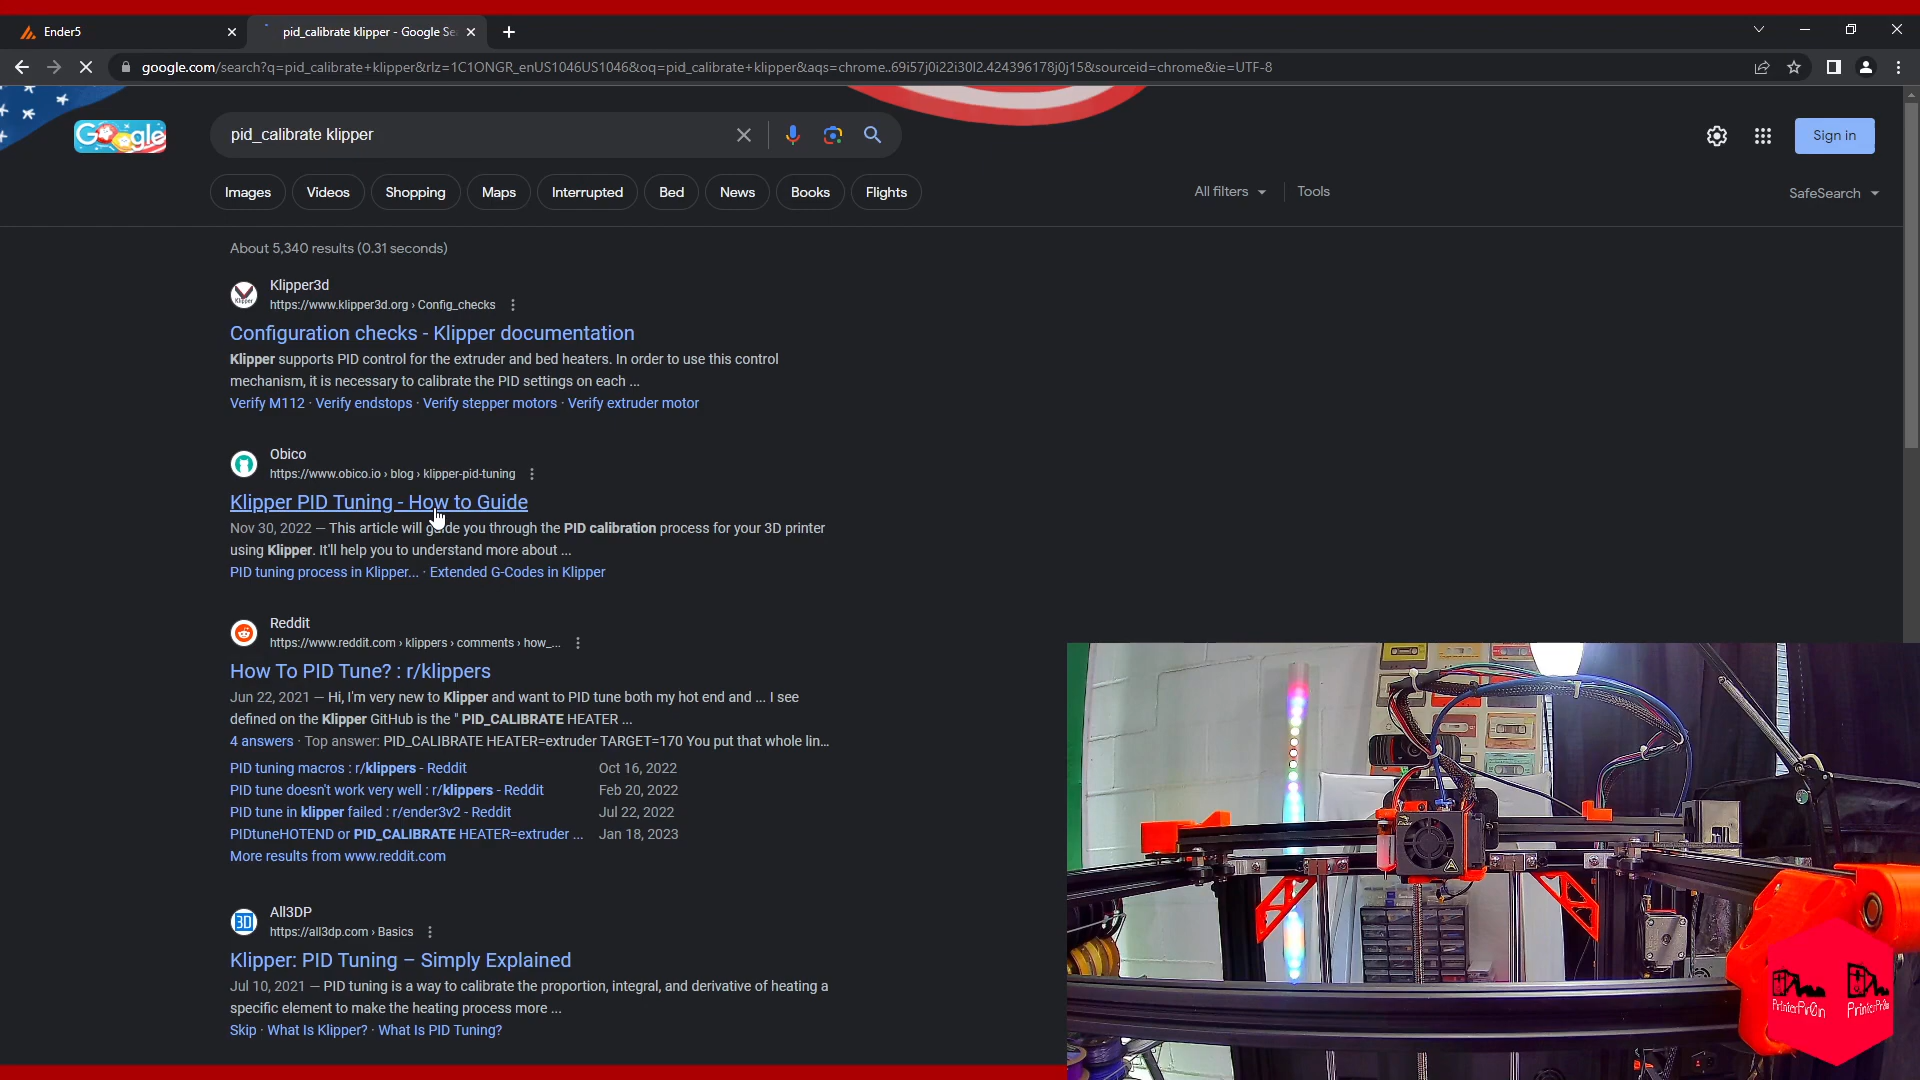 Ender5
pid_calibrate klipper - Google Se
google.com/search?q=pid_calibrate+klipper&rlz=1C1ONGR_enUS1046US1046&oq=pid_calibrate+klipper&aqs=chrome..69i57j0i22i30l2.424396178j0j15&sourceid=chrome&ie=UTF-8
Google
pid_calibrate klipper
Sign in
Images
Videos
Shopping
Maps
Interrupted
Bed
News
Books
Flights
All filters
Tools
SafeSearch
About 5,340 results (0.31 seconds)
Klipper3d
https://www.klipper3d.org › Config_checks
Configuration checks - Klipper documentation
Klipper supports PID control for the extruder and bed heaters. In order to use this control
mechanism, it is necessary to calibrate the PID settings on each ...
Verify M112 · Verify endstops · Verify stepper motors · Verify extruder motor
Obico
https://www.obico.io › blog › klipper-pid-tuning
Klipper PID Tuning - How to Guide
Nov 30, 2022 — This article will guide you through the PID calibration process for your 3D printer
using Klipper. It'll help you to understand more about ...
PID tuning process in Klipper... · Extended G-Codes in Klipper
Reddit
https://www.reddit.com › klippers › comments › how_...
How To PID Tune? : r/klippers
Jun 22, 2021 — Hi, I'm very new to Klipper and want to PID tune both my hot end and ... I see
defined on the Klipper GitHub is the " PID_CALIBRATE HEATER ...
4 answers · Top answer: PID_CALIBRATE HEATER=extruder TARGET=170 You put that whole lin...
PID tuning macros : r/klippers - Reddit Oct 16, 2022
PID tune doesn't work very well : r/klippers - Reddit Feb 20, 2022
PID tune in klipper failed : r/ender3v2 - Reddit Jul 22, 2022
PIDtuneHOTEND or PID_CALIBRATE HEATER=extruder ... Jan 18, 2023
More results from www.reddit.com
3D
All3DP
https://all3dp.com › Basics
Klipper: PID Tuning – Simply Explained
Jul 10, 2021 — PID tuning is a way to calibrate the proportion, integral, and derivative of heating a
specific element to make the heating process more ...
Skip · What Is Klipper? · What Is PID Tuning?
PrinterPr0n PrinterPr0n